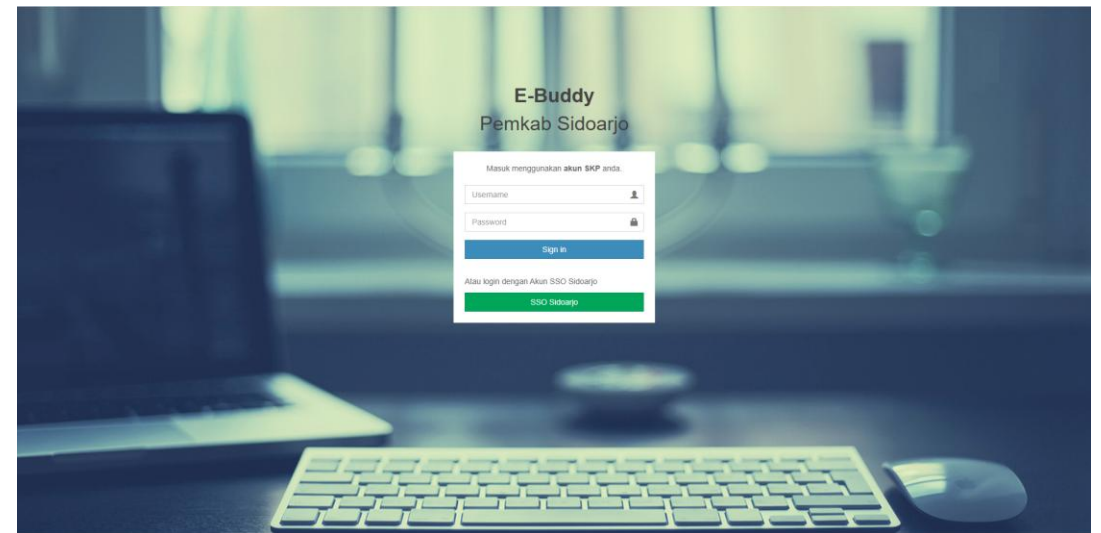 E-Buddy
Pemkab Sidoarjo
Masuk menggunakan akun SKP anda.
Username
Password
Sign in
Atau login dengan Akun SSO Sidoarjo
SSO Sidoarjo